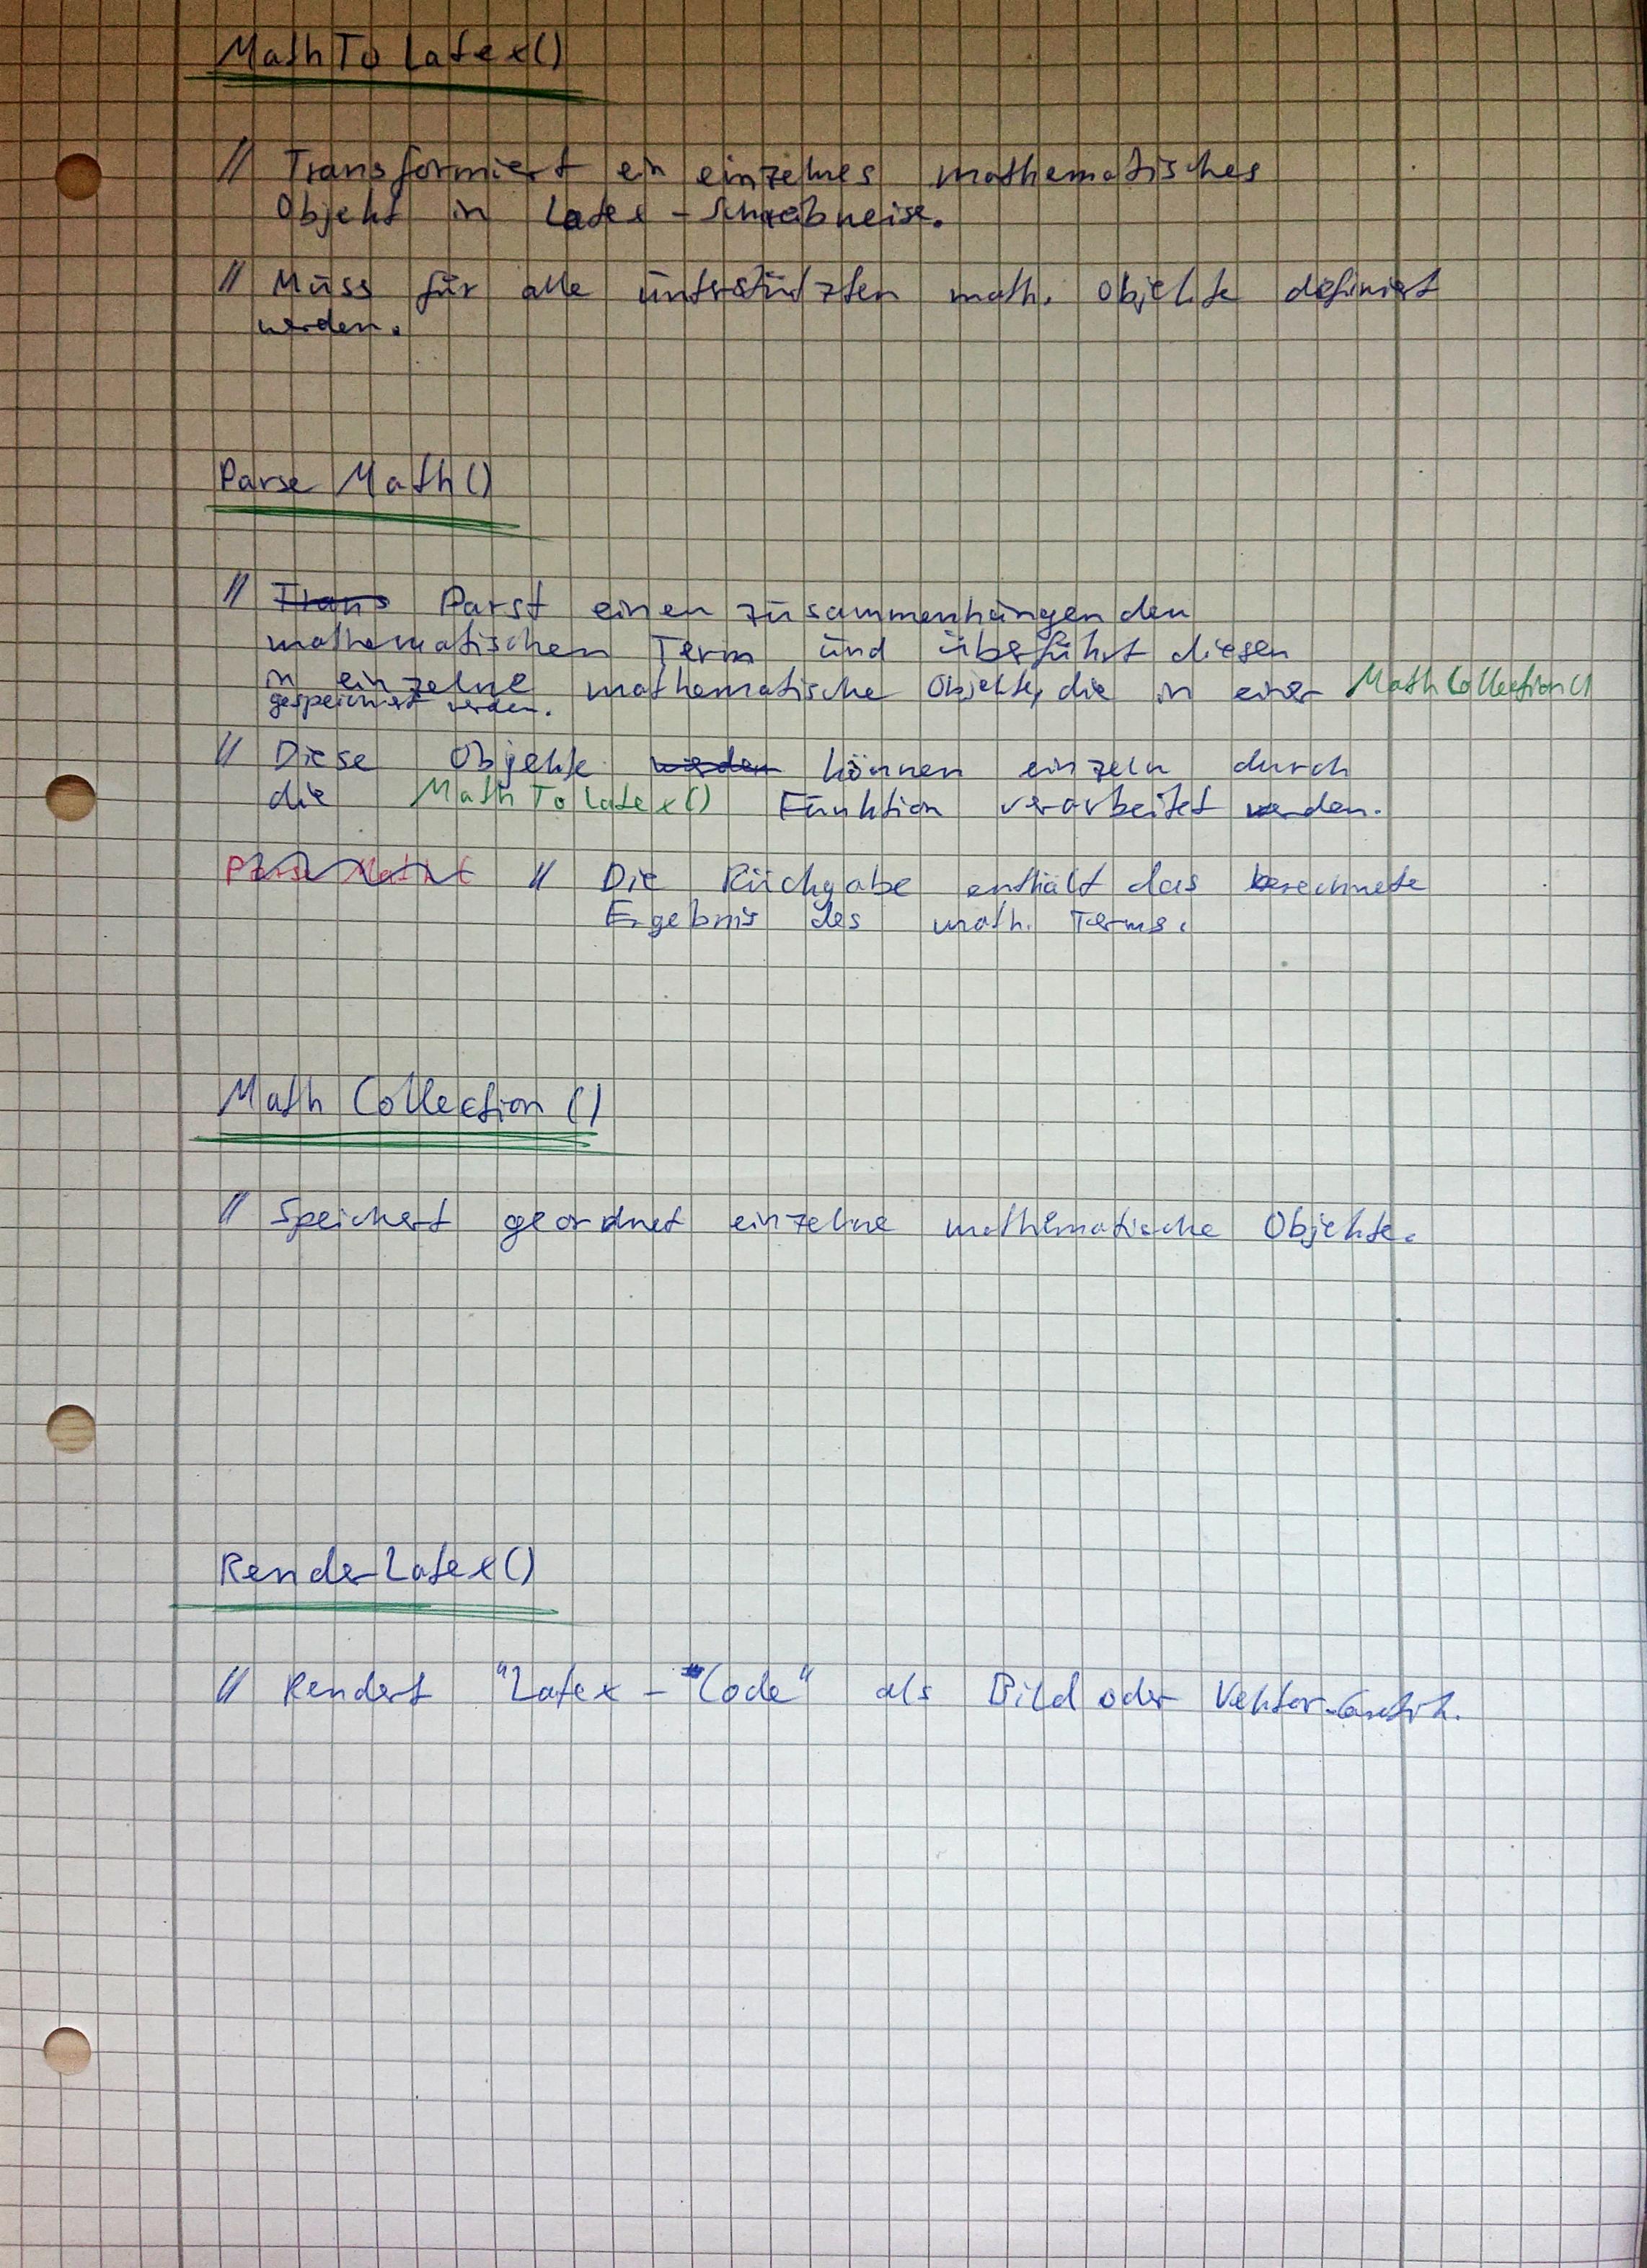 MathToLatex()
// Transformiert ein einzelnes mathematisches
Objekt in Latex-Schreibweise.
// Muss für alle unterstützten math. Objekte definiert
werden.
ParseMath()
// Trans Parst einen zusammenhängenden
mathematischen Term und überführt diesen
in einzelne mathematische Objekte, die in einer MathCollection()
gespeichert werden.
// Diese Objekte werden können einzeln durch
die MathToLatex() Funktion verarbeitet werden.
ParseMath( // Die Rückgabe enthält das berechnete
Ergebnis des math. Terms.
MathCollection()
// Speichert geordnet einzelne mathematische Objekte.
RenderLatex()
// Rendert "Latex-Code" als Bild oder Vektor-Grafik.